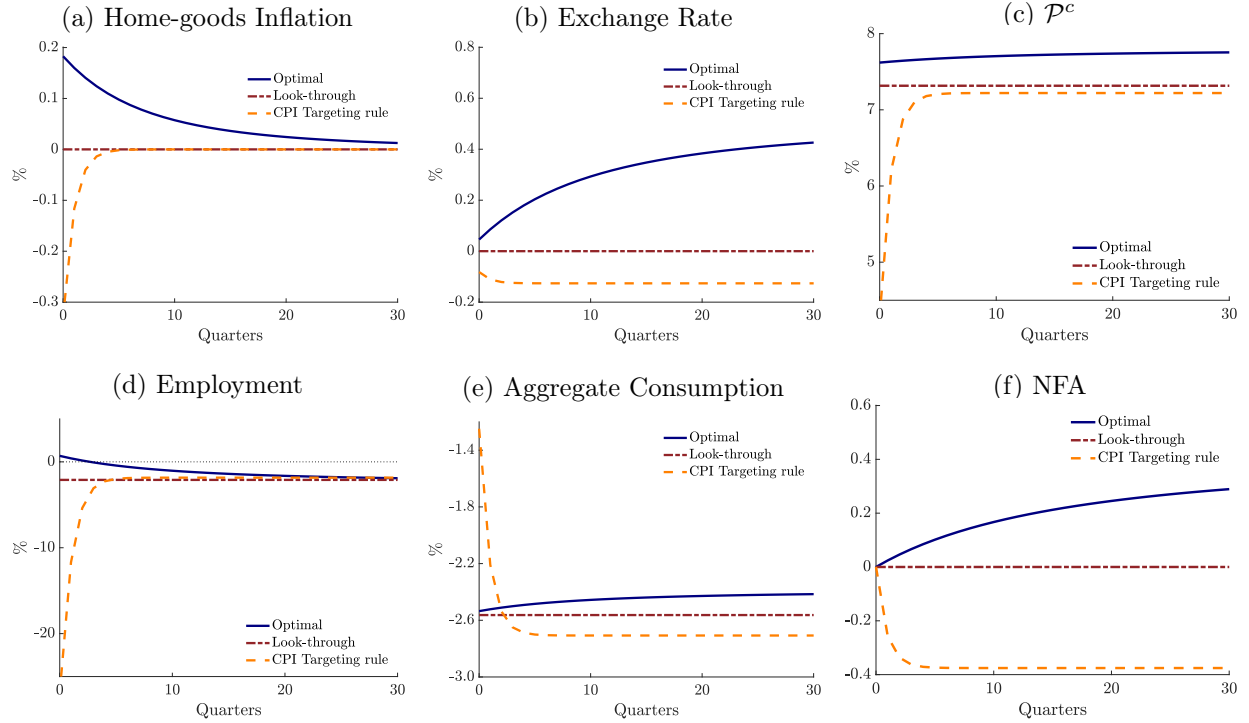 (a) Home-goods Inflation
0.2
0.1
0
-0.1
-0.2
-0.3
%
Optimal
Look-through
CPI Targeting rule
0 10 20 30
Quarters
(b) Exchange Rate
0.8
0.6
0.4
0.2
0
-0.2
%
Optimal
Look-through
CPI Targeting rule
0 10 20 30
Quarters
(c) 𝒫ᶜ
8
7
6
5
%
Optimal
Look-through
CPI Targeting rule
0 10 20 30
Quarters
(d) Employment
0
-10
-20
%
Optimal
Look-through
CPI Targeting rule
0 10 20 30
Quarters
(e) Aggregate Consumption
-1.4
-1.8
-2.2
-2.6
-3.0
%
Optimal
Look-through
CPI Targeting rule
0 10 20 30
Quarters
(f) NFA
0.6
0.4
0.2
0
-0.2
-0.4
%
Optimal
Look-through
CPI Targeting rule
0 10 20 30
Quarters